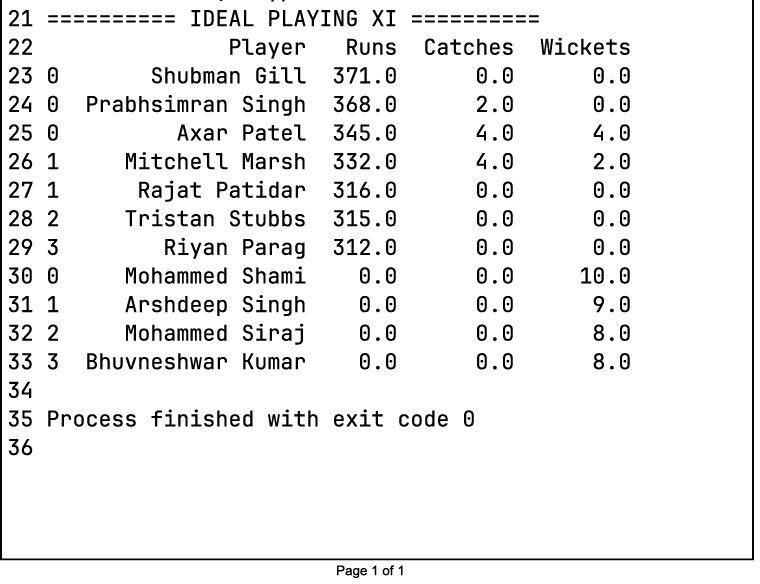 21 ========== IDEAL PLAYING XI ==========
22 Player Runs Catches Wickets
23 0 Shubman Gill 371.0 0.0 0.0
24 0 Prabhsimran Singh 368.0 2.0 0.0
25 0 Axar Patel 345.0 4.0 4.0
26 1 Mitchell Marsh 332.0 4.0 2.0
27 1 Rajat Patidar 316.0 0.0 0.0
28 2 Tristan Stubbs 315.0 0.0 0.0
29 3 Riyan Parag 312.0 0.0 0.0
30 0 Mohammed Shami 0.0 0.0 10.0
31 1 Arshdeep Singh 0.0 0.0 9.0
32 2 Mohammed Siraj 0.0 0.0 8.0
33 3 Bhuvneshwar Kumar 0.0 0.0 8.0
34
35 Process finished with exit code 0
36
Page 1 of 1